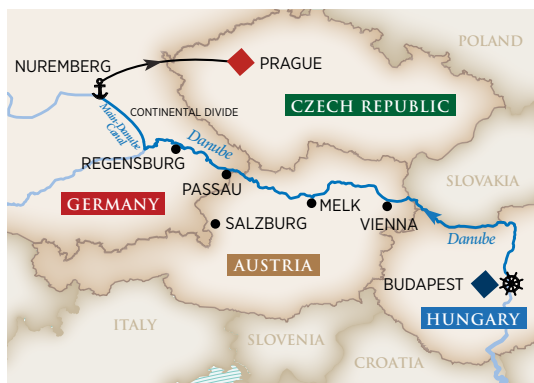 POLAND
NUREMBERG
PRAGUE
CZECH REPUBLIC
CONTINENTAL DIVIDE
Main-Danube
Canal
Danube
REGENSBURG
PASSAU
SLOVAKIA
GERMANY
MELK
SALZBURG
VIENNA
Danube
AUSTRIA
BUDAPEST
HUNGARY
ITALY
SLOVENIA
CROATIA